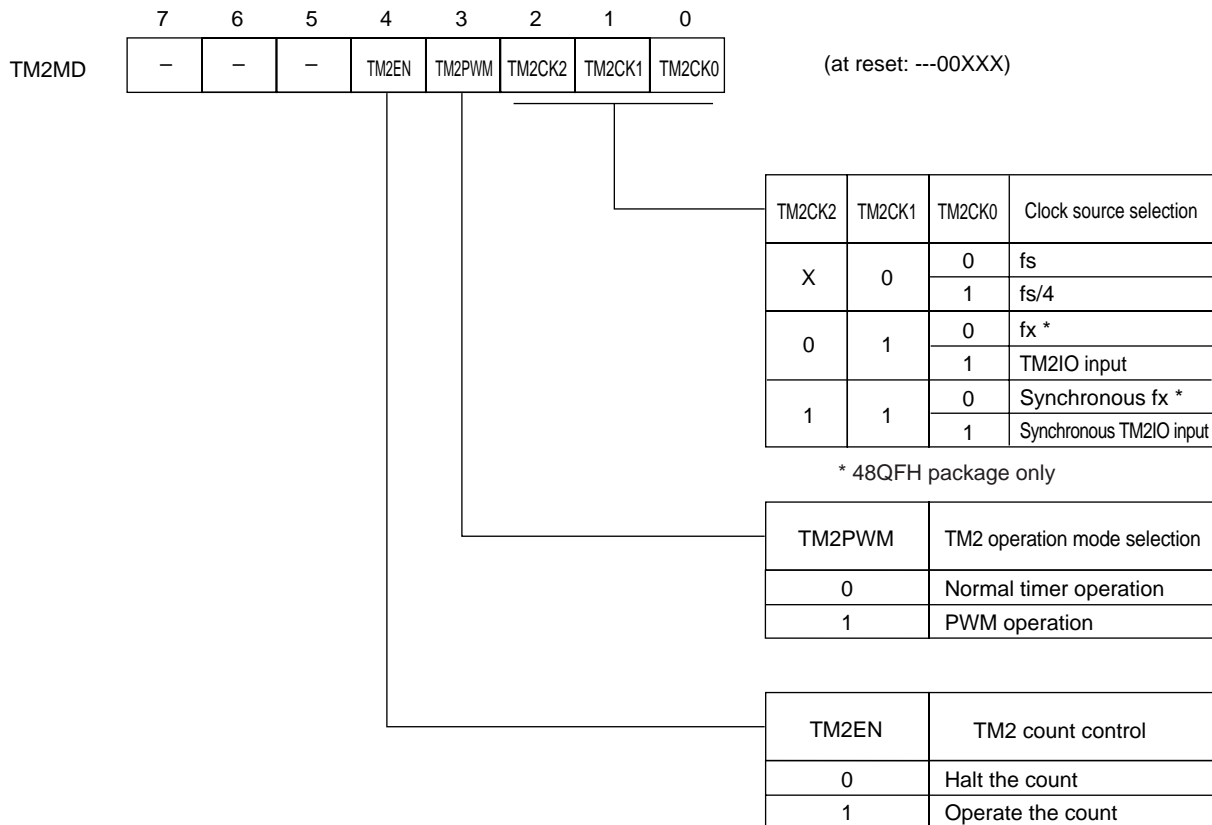 7 6 5 4 3 2 1 0
TM2MD – – – TM2EN TM2PWM TM2CK2 TM2CK1 TM2CK0 (at reset: ---00XXX)
TM2CK2 TM2CK1 TM2CK0 Clock source selection
X 0 0 fs
1 fs/4
0 1 0 fx *
1 TM2IO input
1 1 0 Synchronous fx *
1 Synchronous TM2IO input
* 48QFH package only
TM2PWM TM2 operation mode selection
0 Normal timer operation
1 PWM operation
TM2EN TM2 count control
0 Halt the count
1 Operate the count